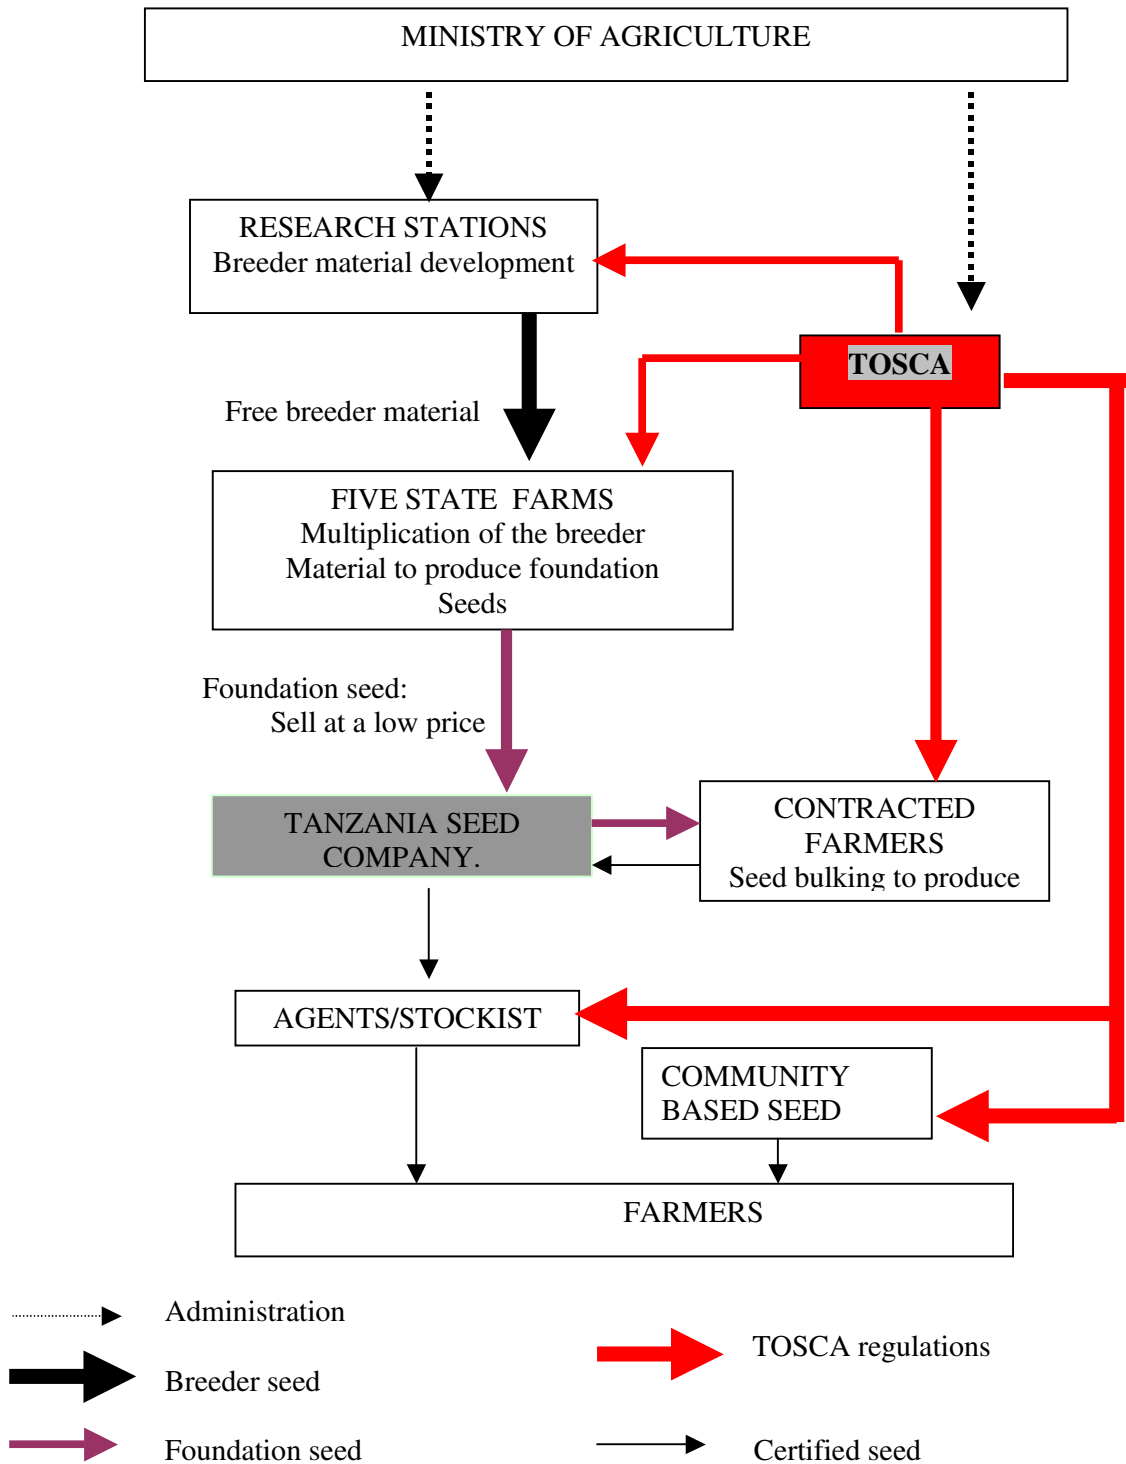 MINISTRY OF AGRICULTURE
RESEARCH STATIONS
Breeder material development
TOSCA
Free breeder material
FIVE STATE FARMS
Multiplication of the breeder
Material to produce foundation
Seeds
Foundation seed:
Sell at a low price
TANZANIA SEED
COMPANY.
CONTRACTED
FARMERS
Seed bulking to produce
AGENTS/STOCKIST
COMMUNITY
BASED SEED
FARMERS
Administration
TOSCA regulations
Breeder seed
Foundation seed
Certified seed